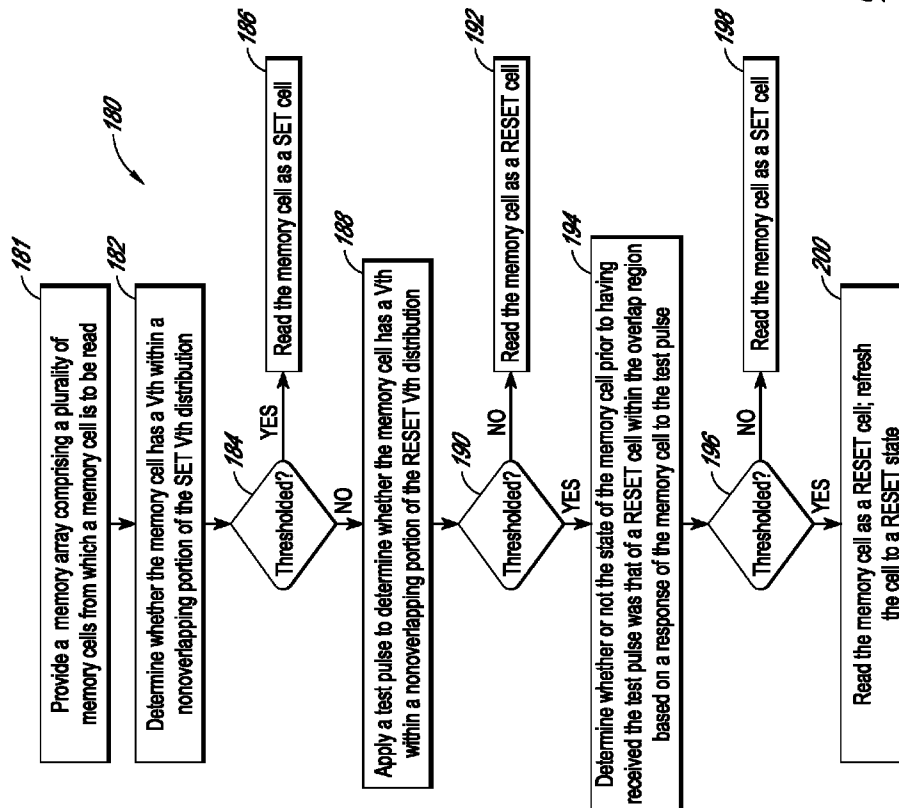 180
181
Provide a memory array comprising a plurality of
memory cells from which a memory cell is to be read
182
Determine whether the memory cell has a Vth within a
nonoverlapping portion of the SET Vth distribution
184
Thresholded?
YES
186
Read the memory cell as a SET cell
NO
188
Apply a test pulse to determine whether the memory cell has a Vth
within a nonoverlapping portion of the RESET Vth distribution
190
Thresholded?
NO
192
Read the memory cell as a RESET cell
YES
194
Determine whether or not the state of the memory cell prior to having
received the test pulse was that of a RESET cell within the overlap region
based on a response of the memory cell to the test pulse
196
Thresholded?
NO
198
Read the memory cell as a SET cell
YES
200
Read the memory cell as a RESET cell; refresh
the cell to a RESET state